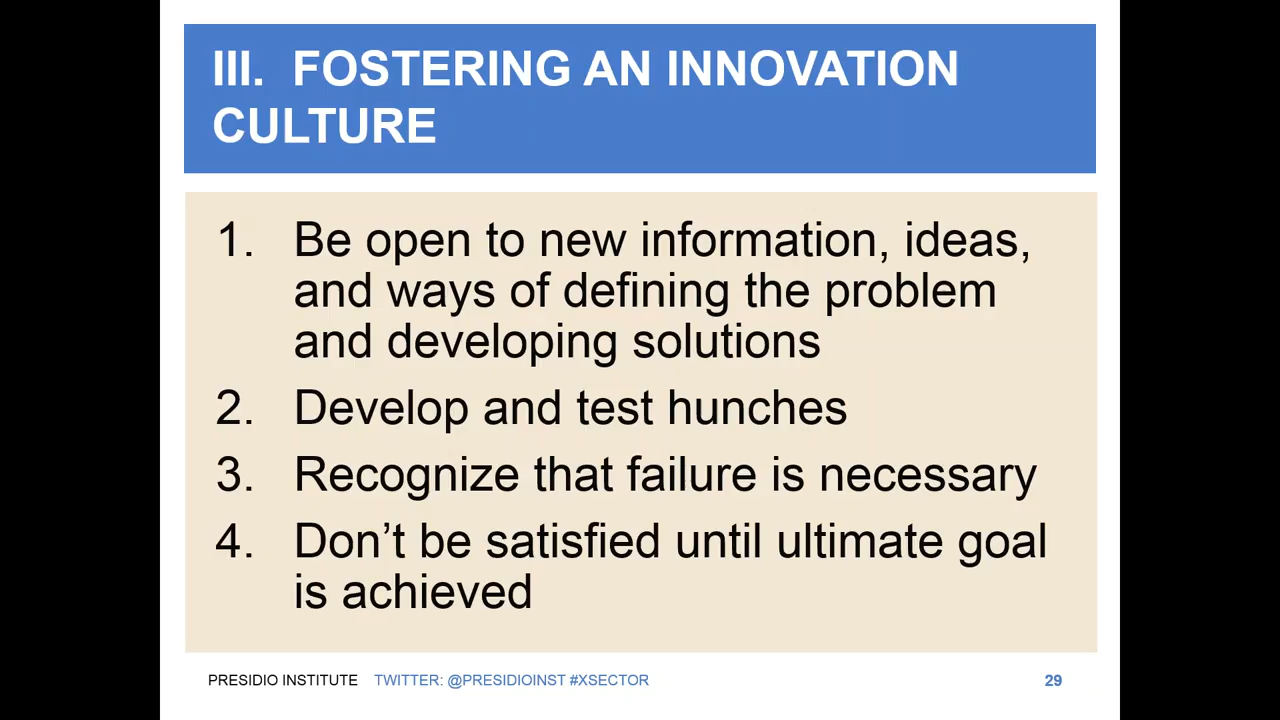 III. FOSTERING AN INNOVATION
CULTURE
1. Be open to new information, ideas,
and ways of defining the problem
and developing solutions
2. Develop and test hunches
3. Recognize that failure is necessary
4. Don’t be satisfied until ultimate goal
is achieved
PRESIDIO INSTITUTE TWITTER: @PRESIDIOINST #XSECTOR 29